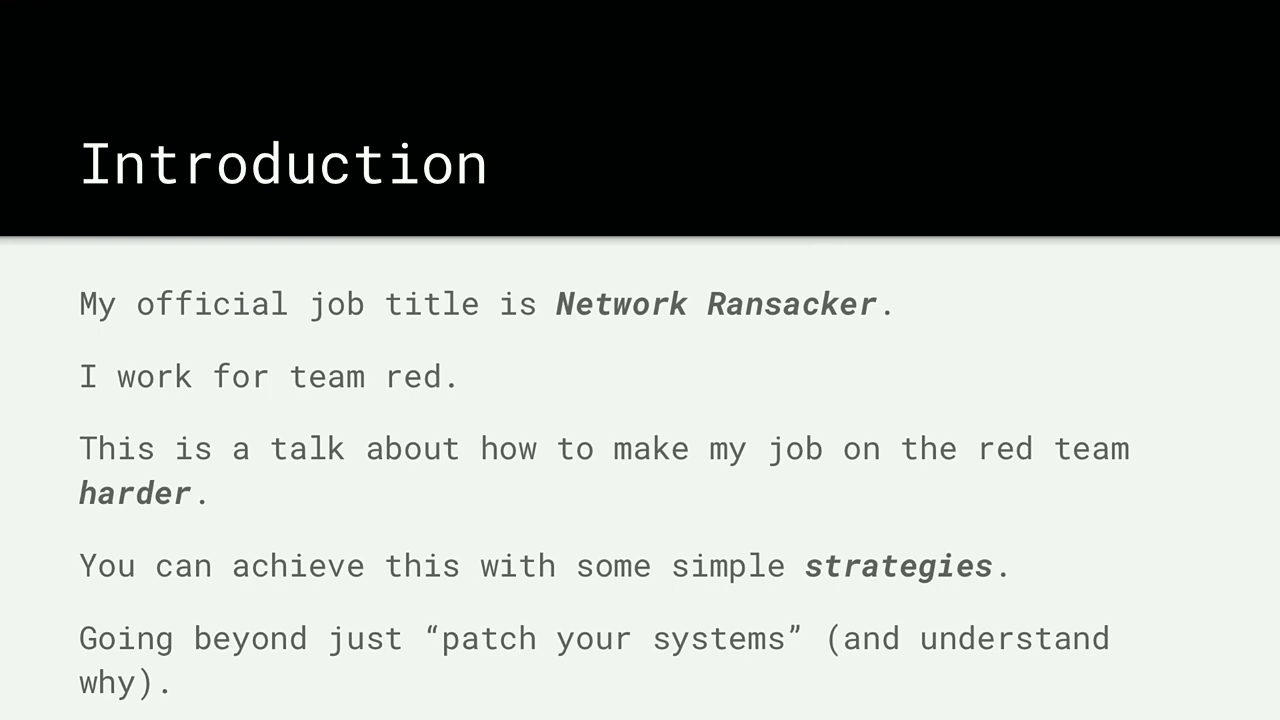 Introduction
My official job title is Network Ransacker.
I work for team red.
This is a talk about how to make my job on the red team
harder.
You can achieve this with some simple strategies.
Going beyond just “patch your systems” (and understand
why).